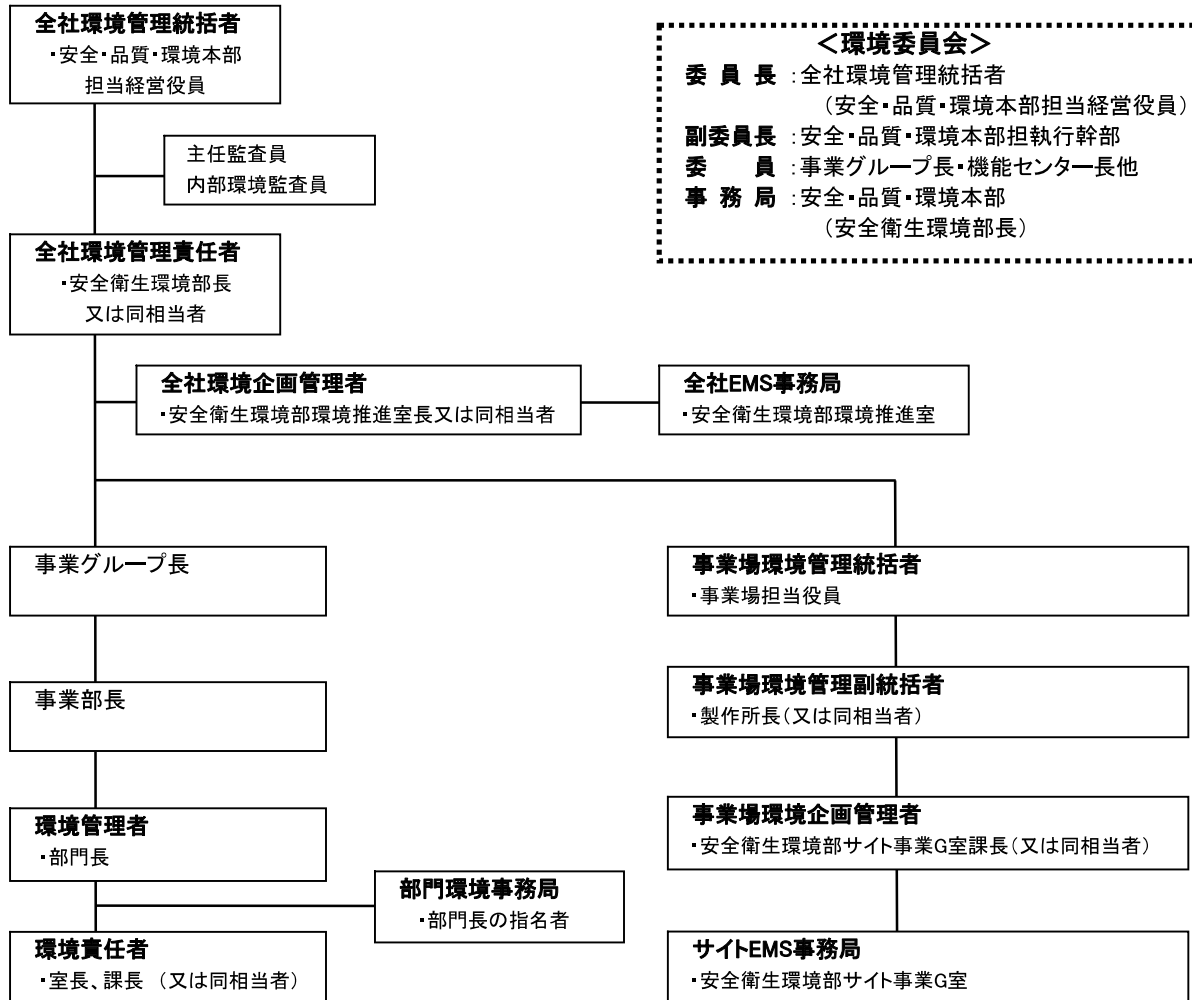 全社環境管理統括者
・安全・品質・環境本部
担当経営役員
主任監査員
内部環境監査員
全社環境管理責任者
・安全衛生環境部長
又は同相当者
＜環境委員会＞
委員長：全社環境管理統括者
（安全・品質・環境本部担当経営役員）
副委員長：安全・品質・環境本部担執行幹部
委員：事業グループ長・機能センター長他
事務局：安全・品質・環境本部
（安全衛生環境部長）
全社環境企画管理者
・安全衛生環境部環境推進室長又は同相当者
全社EMS事務局
・安全衛生環境部環境推進室
事業グループ長
事業部長
環境管理者
・部門長
部門環境事務局
・部門長の指名者
環境責任者
・室長、課長 （又は同相当者）
事業場環境管理統括者
・事業場担当役員
事業場環境管理副統括者
・製作所長（又は同相当者）
事業場環境企画管理者
・安全衛生環境部サイト事業G室課長（又は同相当者）
サイトEMS事務局
・安全衛生環境部サイト事業G室